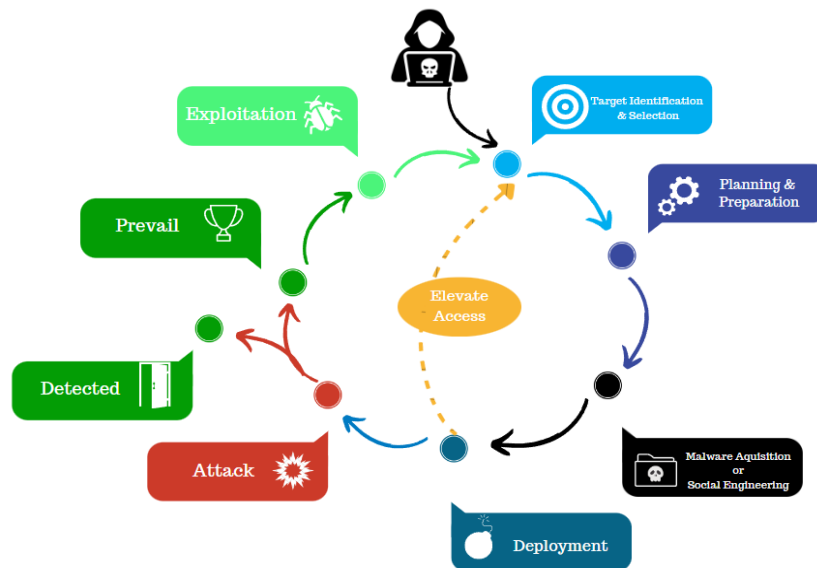 Target Identification
& Selection
Exploitation
Planning &
Preparation
Prevail
Elevate
Access
Detected
Attack
Malware Aquisition
or
Social Engineering
Deployment